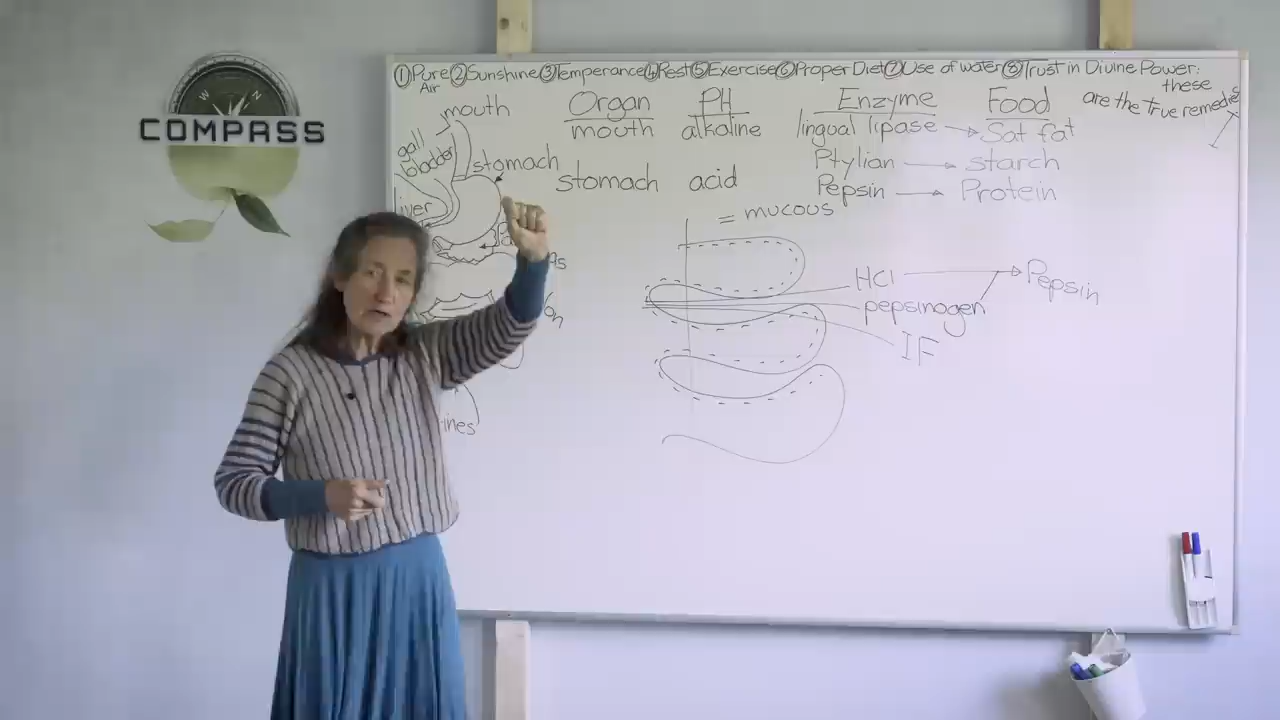 W N
COMPASS
①Pure ②Sunshine ③Temperance ④Rest ⑤Exercise ⑥Proper Diet ⑦Use of water ⑧Trust in Divine Power:
Air
these
are the true remedies
mouth
gall
bladder
stomach
iver
Organ PH Enzyme Food
mouth alkaline lingual lipase → Sat fat
Ptylian → starch
stomach acid Pepsin → Protein
= mucous
HCl → Pepsin
pepsinogen
IF
ines